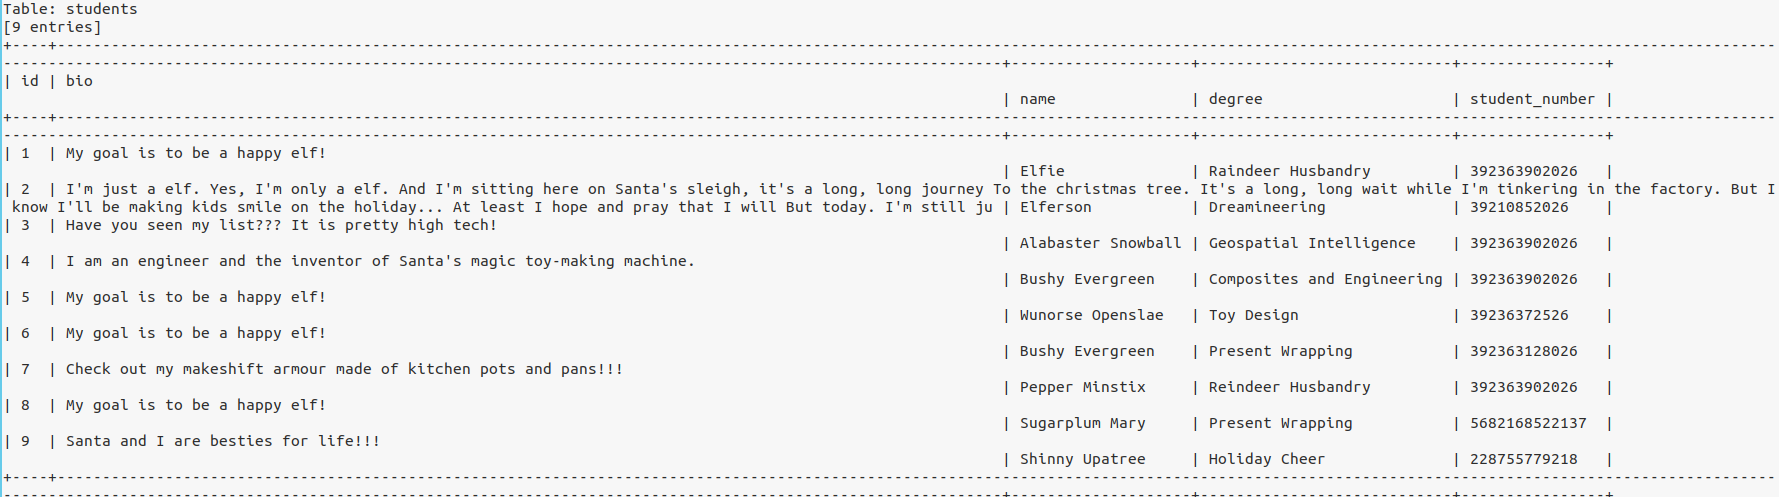 Table: students
[9 entries]
| id | bio
| name | degree | student_number |
| 1 | My goal is to be a happy elf!
| Elfie | Raindeer Husbandry | 392363902026 |
| 2 | I'm just a elf. Yes, I'm only a elf. And I'm sitting here on Santa's sleigh, it's a long, long journey To the christmas tree. It's a long, long wait while I'm tinkering in the factory. But I
know I'll be making kids smile on the holiday... At least I hope and pray that I will But today. I'm still ju | Elferson | Dreamineering | 39210852026 |
| 3 | Have you seen my list??? It is pretty high tech!
| Alabaster Snowball | Geospatial Intelligence | 392363902026 |
| 4 | I am an engineer and the inventor of Santa's magic toy-making machine.
| Bushy Evergreen | Composites and Engineering | 392363902026 |
| 5 | My goal is to be a happy elf!
| Wunorse Openslae | Toy Design | 39236372526 |
| 6 | My goal is to be a happy elf!
| Bushy Evergreen | Present Wrapping | 392363128026 |
| 7 | Check out my makeshift armour made of kitchen pots and pans!!!
| Pepper Minstix | Reindeer Husbandry | 392363902026 |
| 8 | My goal is to be a happy elf!
| Sugarplum Mary | Present Wrapping | 5682168522137 |
| 9 | Santa and I are besties for life!!!
| Shinny Upatree | Holiday Cheer | 228755779218 |